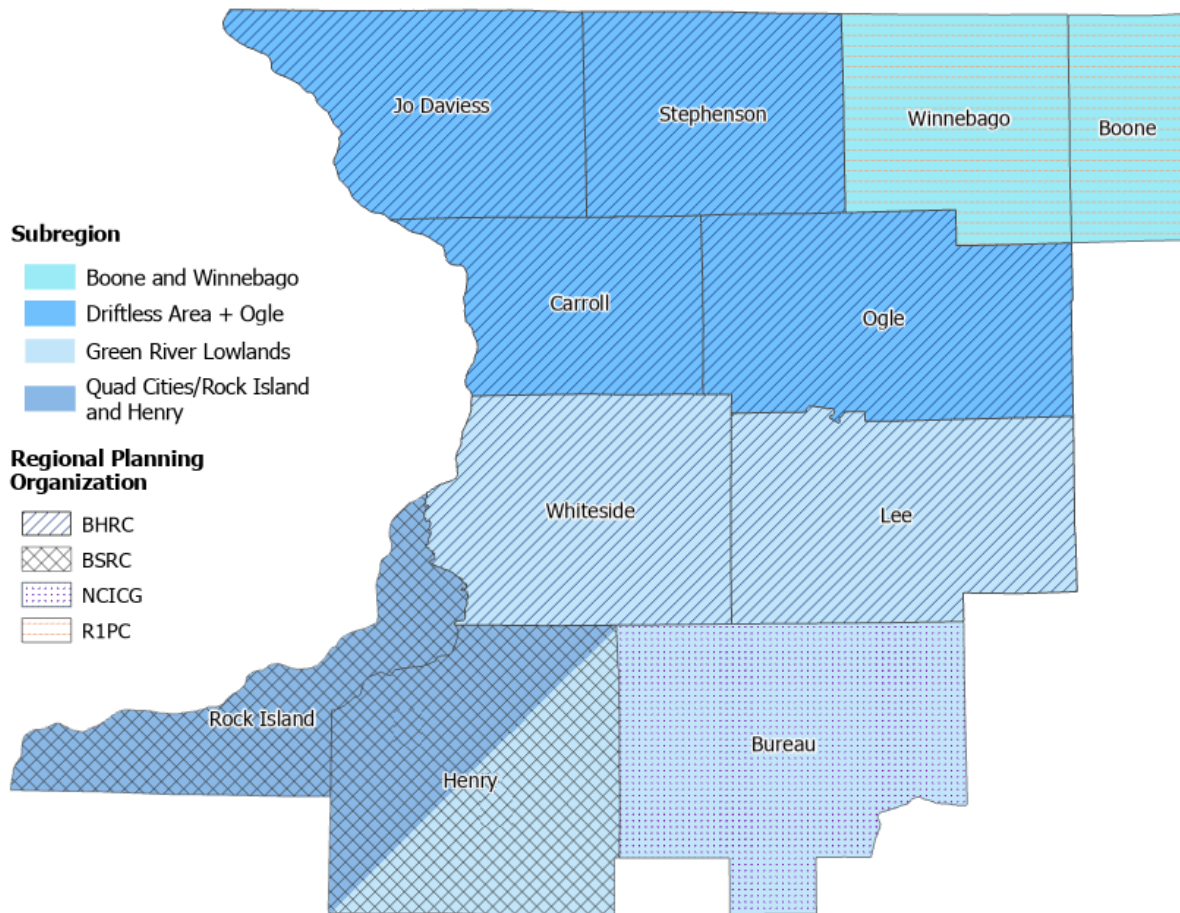 Jo Daviess
Stephenson
Winnebago
Boone
Subregion
Boone and Winnebago
Driftless Area + Ogle
Green River Lowlands
Quad Cities/Rock Island
and Henry
Carroll
Ogle
Regional Planning
Organization
BHRC
BSRC
NCICG
R1PC
Whiteside
Lee
Rock Island
Henry
Bureau